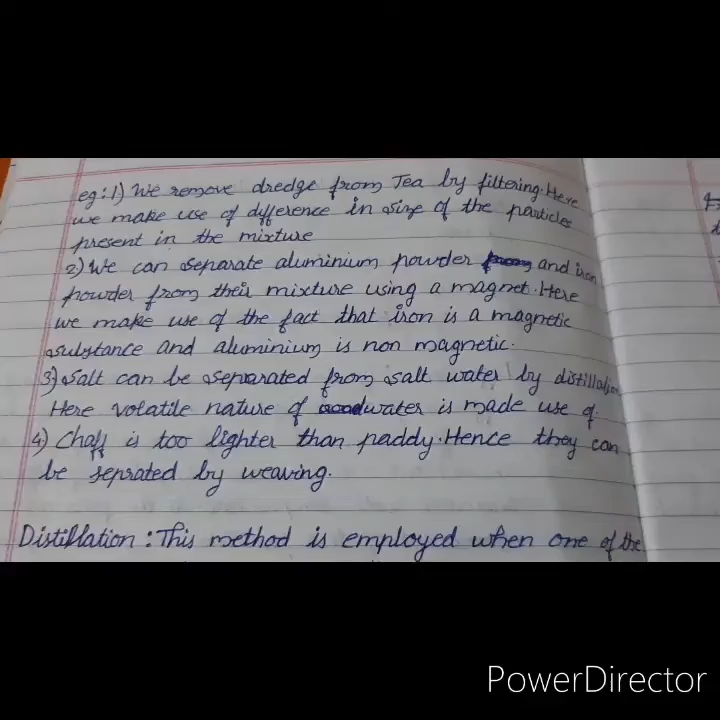 eg: 1) We remove dredge from Tea by filtering. Here
we make use of difference in size of the particles
present in the mixture
2) We can separate aluminium powder and iron
powder from their mixture using a magnet. Here
we make use of the fact that iron is a magnetic
substance and aluminium is non magnetic.
3) Salt can be separated from salt water by distillation
Here volatile nature of water is made use of.
4) Chaff is too lighter than paddy. Hence they can
be seprated by weaving.
Distillation : This method is employed when one of the
PowerDirector